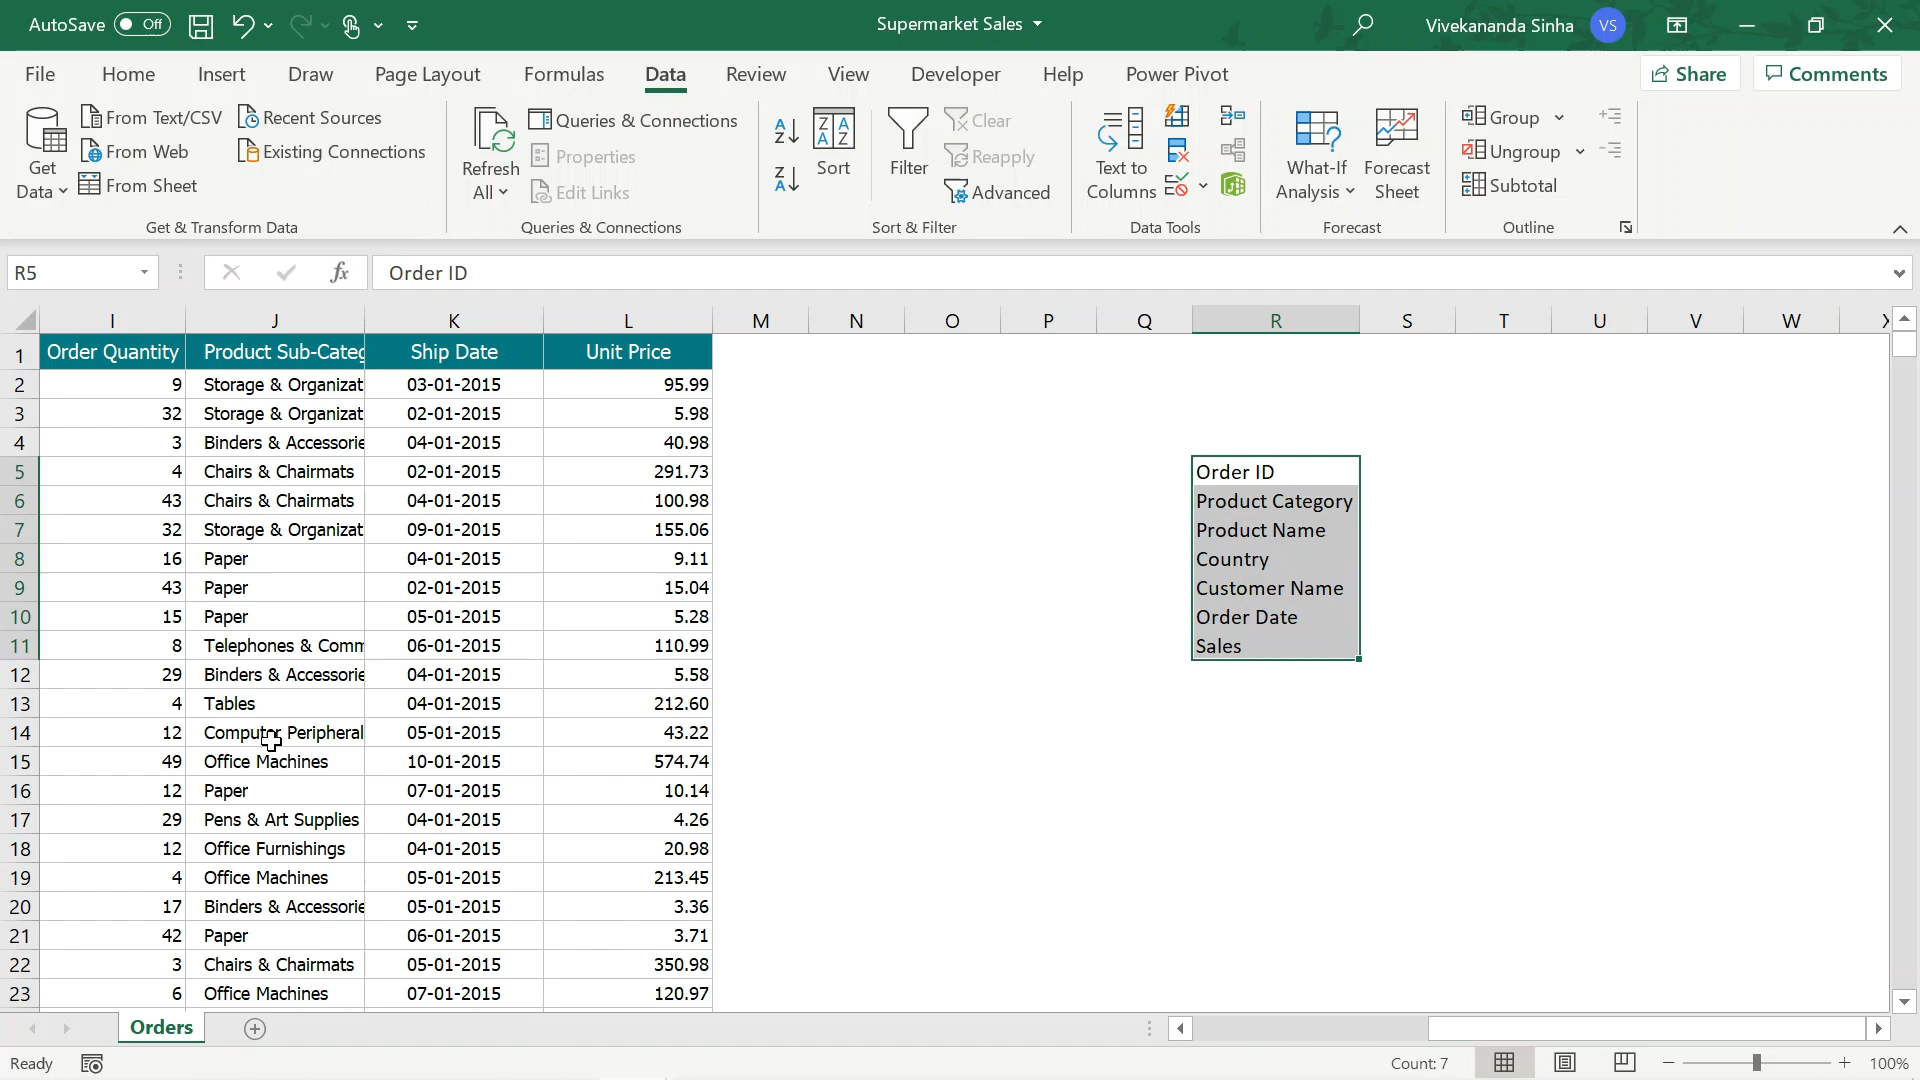 AutoSave Off Supermarket Sales Vivekananda Sinha VS
File Home Insert Draw Page Layout Formulas Data Review View Developer Help Power Pivot Share Comments
Get Data
From Text/CSV
From Web
From Sheet
Recent Sources
Existing Connections
Get & Transform Data
Refresh All
Queries & Connections
Properties
Edit Links
Queries & Connections
Sort
Filter
Clear
Reapply
Advanced
Sort & Filter
Text to Columns
Data Tools
What-If Analysis
Forecast Sheet
Forecast
Group
Ungroup
Subtotal
Outline
R5 fx Order ID
I J K L M N O P Q R S T U V W
1 Order Quantity Product Sub-Categ Ship Date Unit Price
2 9 Storage & Organizat 03-01-2015 95.99
3 32 Storage & Organizat 02-01-2015 5.98
4 3 Binders & Accessorie 04-01-2015 40.98
5 4 Chairs & Chairmats 02-01-2015 291.73 Order ID
6 43 Chairs & Chairmats 04-01-2015 100.98 Product Category
7 32 Storage & Organizat 09-01-2015 155.06 Product Name
8 16 Paper 04-01-2015 9.11 Country
9 43 Paper 02-01-2015 15.04 Customer Name
10 15 Paper 05-01-2015 5.28 Order Date
11 8 Telephones & Comm 06-01-2015 110.99 Sales
12 29 Binders & Accessorie 04-01-2015 5.58
13 4 Tables 04-01-2015 212.60
14 12 Computer Peripheral 05-01-2015 43.22
15 49 Office Machines 10-01-2015 574.74
16 12 Paper 07-01-2015 10.14
17 29 Pens & Art Supplies 04-01-2015 4.26
18 12 Office Furnishings 04-01-2015 20.98
19 4 Office Machines 05-01-2015 213.45
20 17 Binders & Accessorie 05-01-2015 3.36
21 42 Paper 06-01-2015 3.71
22 3 Chairs & Chairmats 05-01-2015 350.98
23 6 Office Machines 07-01-2015 120.97
Orders
Ready Count: 7 100%